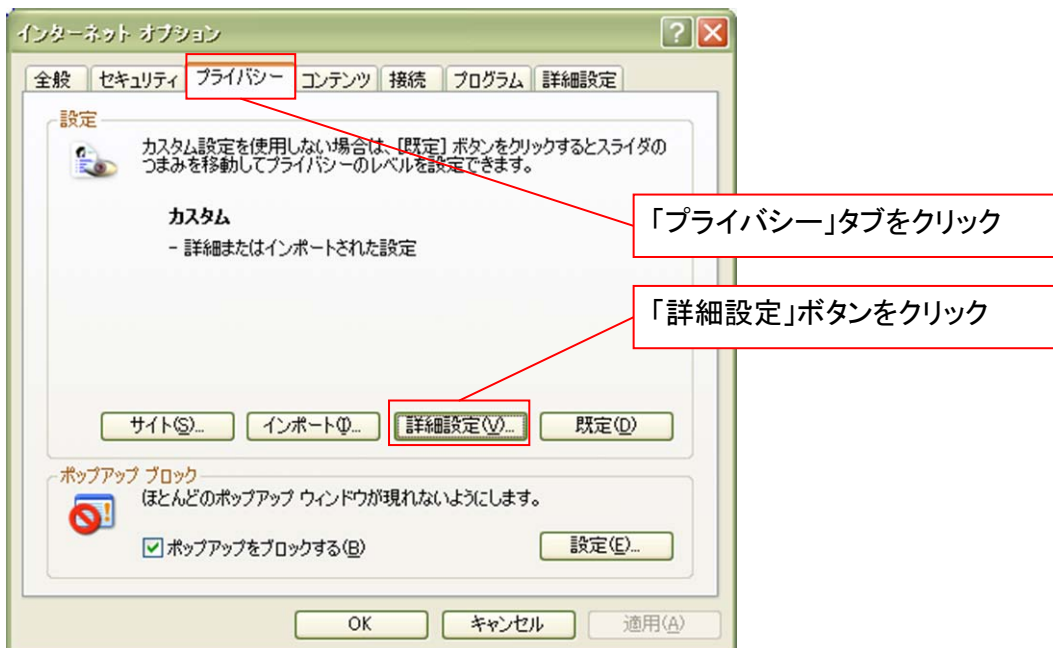 インターネット オプション
全般 セキュリティ プライバシー コンテンツ 接続 プログラム 詳細設定
設定
カスタム設定を使用しない場合は、[既定] ボタンをクリックするとスライダの
つまみを移動してプライバシーのレベルを設定できます。
カスタム
- 詳細またはインポートされた設定
「プライバシー」タブをクリック
「詳細設定」ボタンをクリック
サイト(S)... インポート(I)... 詳細設定(V)... 既定(D)
ポップアップ ブロック
ほとんどのポップアップ ウィンドウが現れないようにします。
ポップアップをブロックする(B)
設定(E)...
OK キャンセル 適用(A)